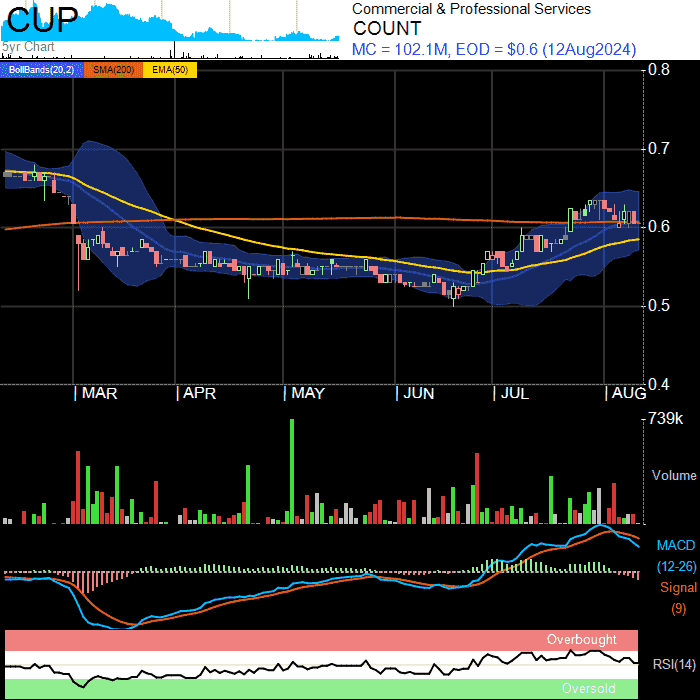 CUP
5yr Chart
Commercial & Professional Services
COUNT
MC = 102.1M, EOD = $0.6 (12Aug2024)
BollBands(20,2) SMA(200) EMA(50)
0.8
0.7
0.6
0.5
0.4
MAR APR MAY JUN JUL AUG
739k
Volume
MACD
(12-26)
Signal
(9)
Overbought
RSI(14)
Oversold